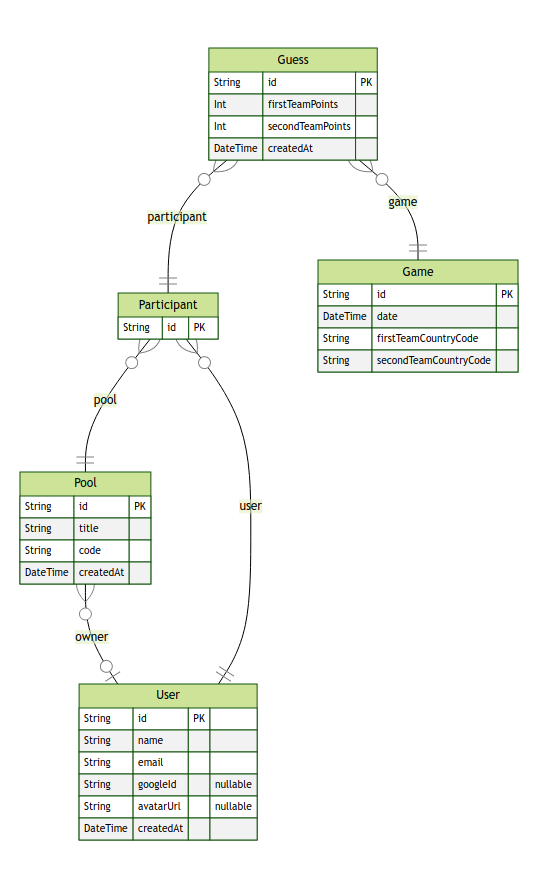 Guess
String id PK
Int firstTeamPoints
Int secondTeamPoints
DateTime createdAt
participant
game
Game
String id PK
DateTime date
String firstTeamCountryCode
String secondTeamCountryCode
Participant
String id PK
pool
user
Pool
String id PK
String title
String code
DateTime createdAt
owner
User
String id PK
String name
String email
String googleId nullable
String avatarUrl nullable
DateTime createdAt